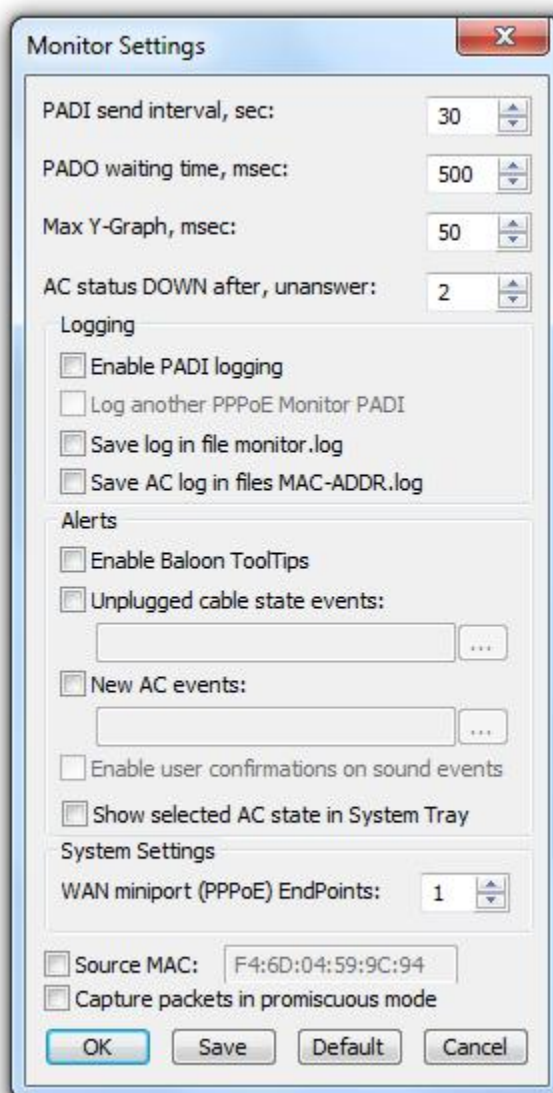 Monitor Settings
PADI send interval, sec: 30
PADO waiting time, msec: 500
Max Y-Graph, msec: 50
AC status DOWN after, unanswer: 2
Logging
Enable PADI logging
Log another PPPoE Monitor PADI
Save log in file monitor.log
Save AC log in files MAC-ADDR.log
Alerts
Enable Baloon ToolTips
Unplugged cable state events:
...
New AC events:
...
Enable user confirmations on sound events
Show selected AC state in System Tray
System Settings
WAN miniport (PPPoE) EndPoints: 1
Source MAC: F4:6D:04:59:9C:94
Capture packets in promiscuous mode
OK Save Default Cancel